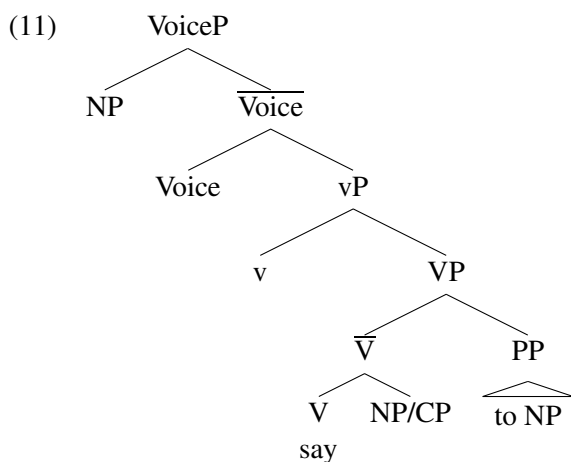 (11) VoiceP
NP Voice
Voice vP
v VP
V PP
V NP/CP to NP
say